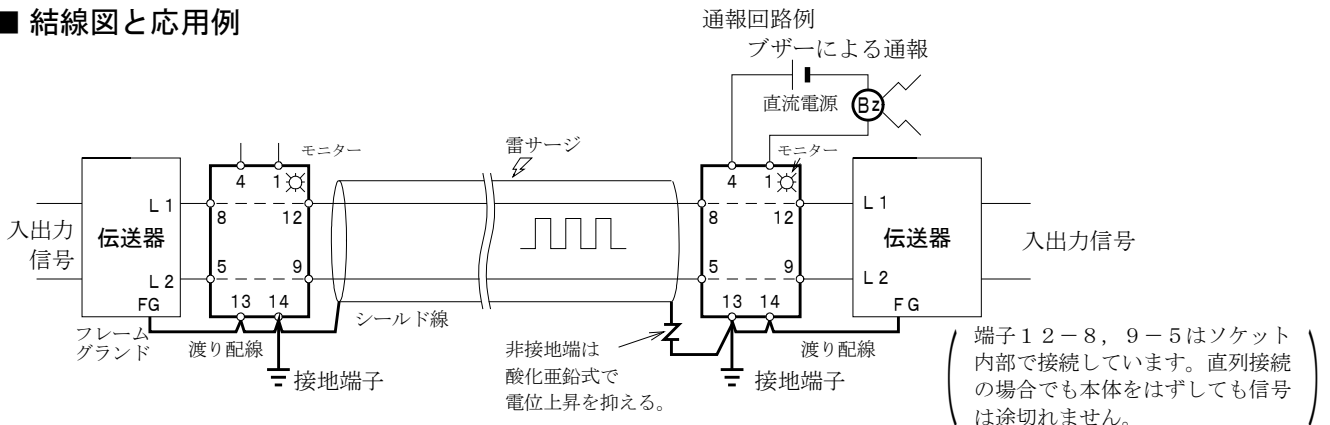 ■ 結線図と応用例
通報回路例
ブザーによる通報
直流電源
Bz
雷サージ
モニター
モニター
4 1
4 1
L1
8 12
8 12
L1
入出力
信号
伝送器
伝送器
入出力信号
L2
5 9
5 9
L2
FG
13 14
13 14
FG
フレーム
グランド
渡り配線
シールド線
渡り配線
接地端子
非接地端は
酸化亜鉛式で
電位上昇を抑える。
接地端子
端子12－8，9－5はソケット
内部で接続しています。直列接続
の場合でも本体をはずしても信号
は途切れません。